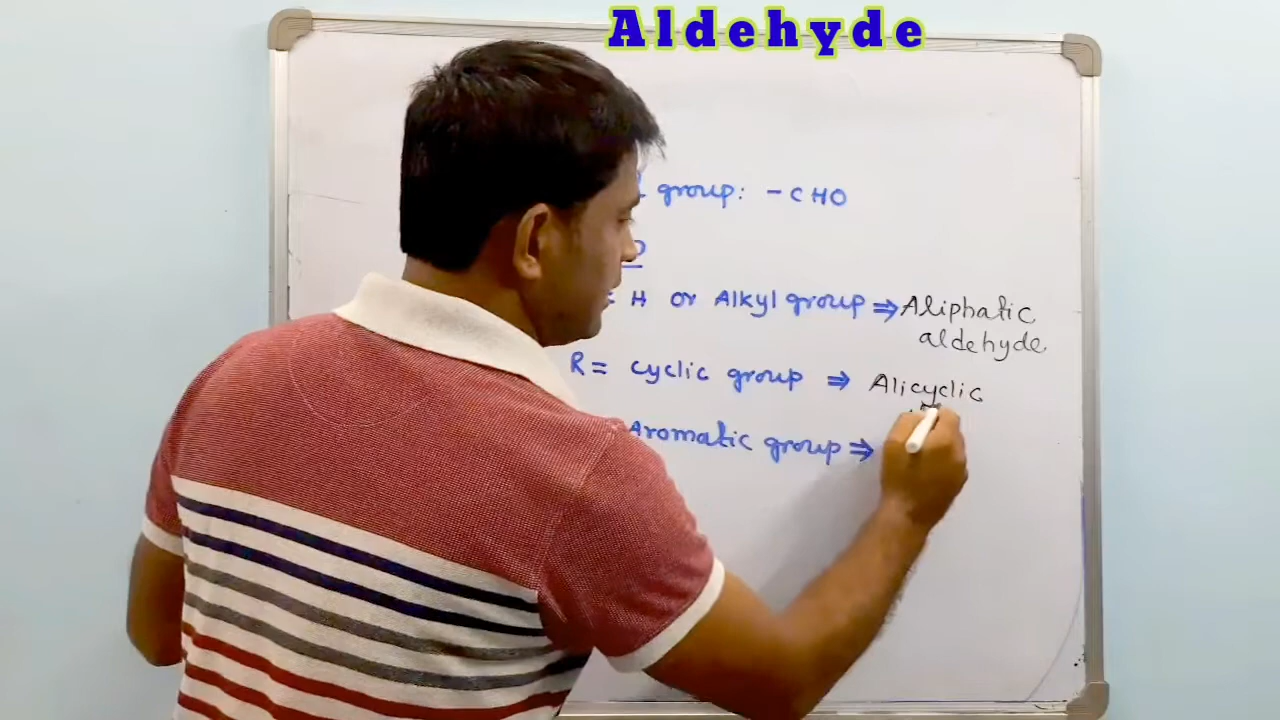 Aldehyde
group: -CHO
= H or Alkyl group ⇒ Aliphatic
aldehyde
R = cyclic group ⇒ Alicyclic
Aromatic group ⇒